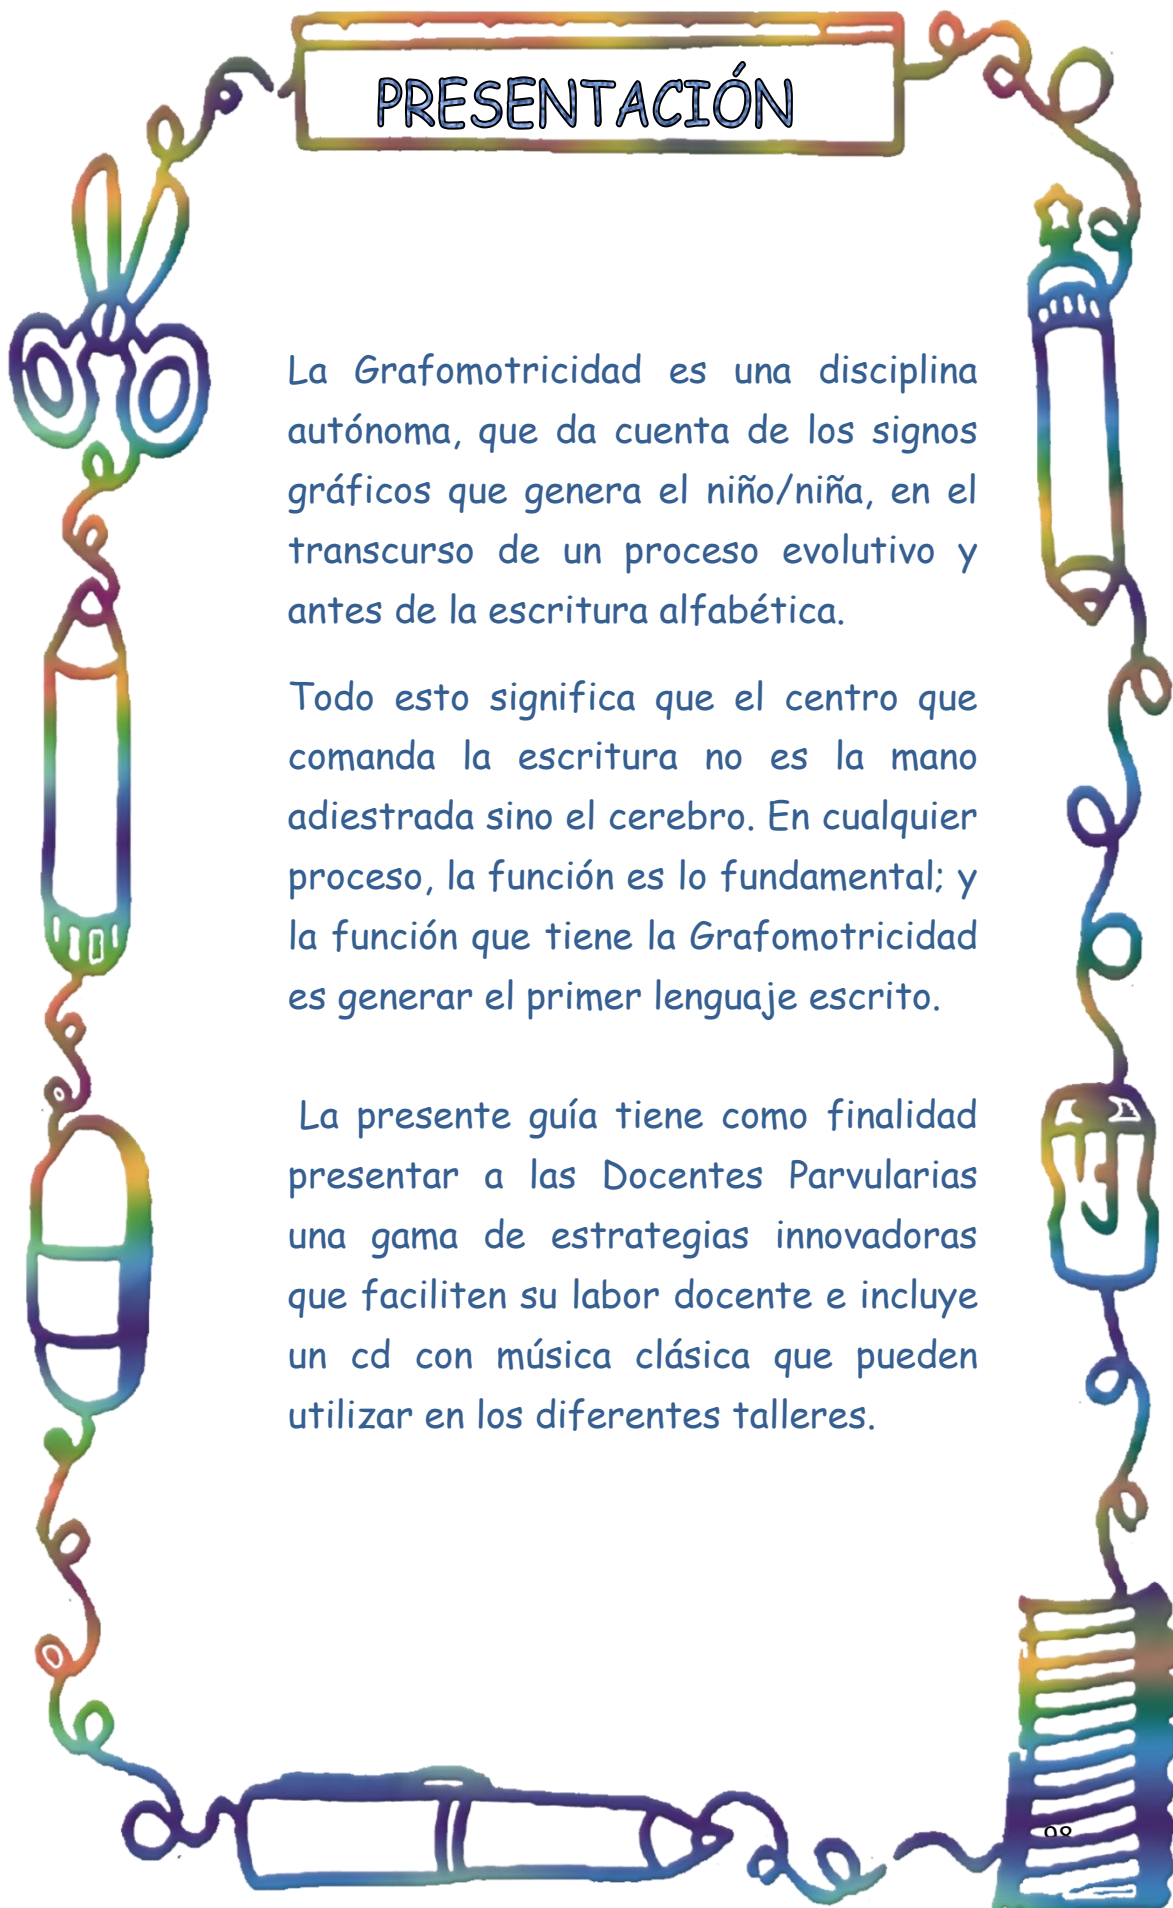 PRESENTACIÓN
La Grafomotricidad es una disciplina
autónoma, que da cuenta de los signos
gráficos que genera el niño/niña, en el
transcurso de un proceso evolutivo y
antes de la escritura alfabética.
Todo esto significa que el centro que
comanda la escritura no es la mano
adiestrada sino el cerebro. En cualquier
proceso, la función es lo fundamental; y
la función que tiene la Grafomotricidad
es generar el primer lenguaje escrito.
La presente guía tiene como finalidad
presentar a las Docentes Parvularias
una gama de estrategias innovadoras
que faciliten su labor docente e incluye
un cd con música clásica que pueden
utilizar en los diferentes talleres.